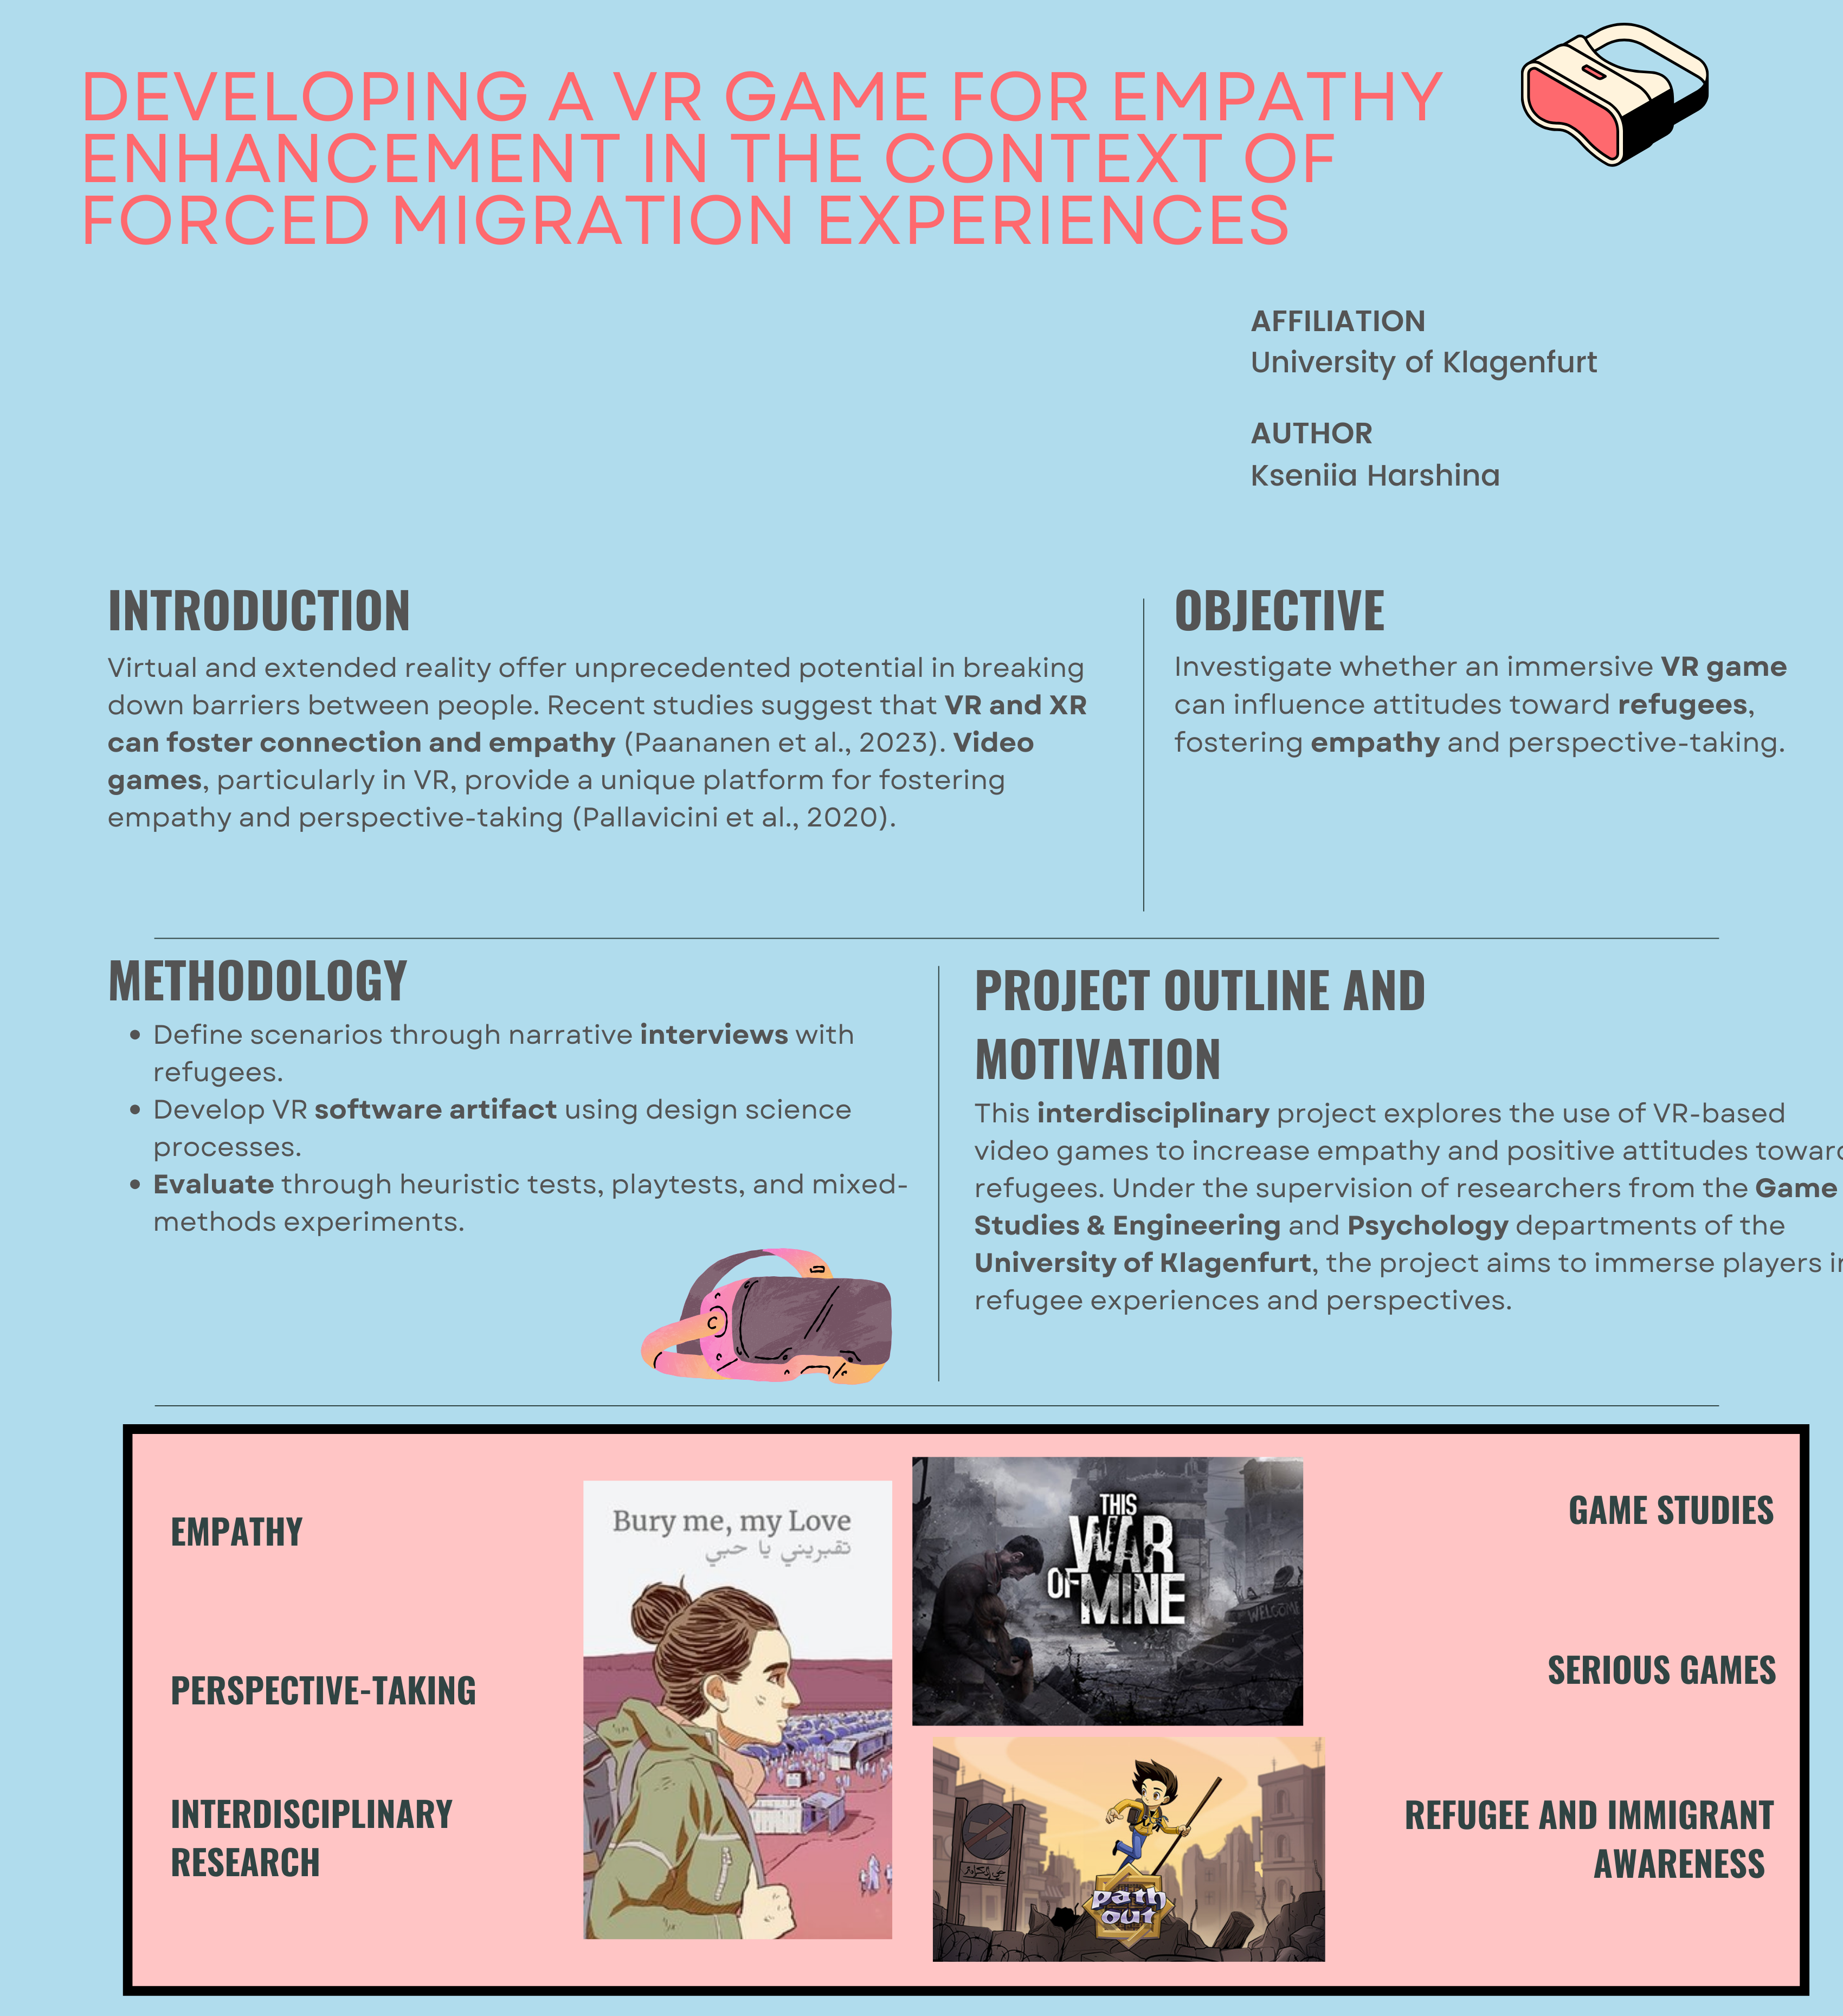 DEVELOPING A VR GAME FOR EMPATHY
ENHANCEMENT IN THE CONTEXT OF
FORCED MIGRATION EXPERIENCES
AFFILIATION
University of Klagenfurt
AUTHOR
Kseniia Harshina
INTRODUCTION
Virtual and extended reality offer unprecedented potential in breaking
down barriers between people. Recent studies suggest that VR and XR
can foster connection and empathy (Paananen et al., 2023). Video
games, particularly in VR, provide a unique platform for fostering
empathy and perspective-taking (Pallavicini et al., 2020).
OBJECTIVE
Investigate whether an immersive VR game
can influence attitudes toward refugees,
fostering empathy and perspective-taking.
METHODOLOGY
• Define scenarios through narrative interviews with
refugees.
• Develop VR software artifact using design science
processes.
• Evaluate through heuristic tests, playtests, and mixed-
methods experiments.
PROJECT OUTLINE AND
MOTIVATION
This interdisciplinary project explores the use of VR-based
video games to increase empathy and positive attitudes toward
refugees. Under the supervision of researchers from the Game
Studies & Engineering and Psychology departments of the
University of Klagenfurt, the project aims to immerse players in
refugee experiences and perspectives.
EMPATHY
PERSPECTIVE-TAKING
INTERDISCIPLINARY
RESEARCH
Bury me, my Love
تقبريني يا حبي
THIS
WAR
OF MINE
WELCOME
path
out
GAME STUDIES
SERIOUS GAMES
REFUGEE AND IMMIGRANT
AWARENESS